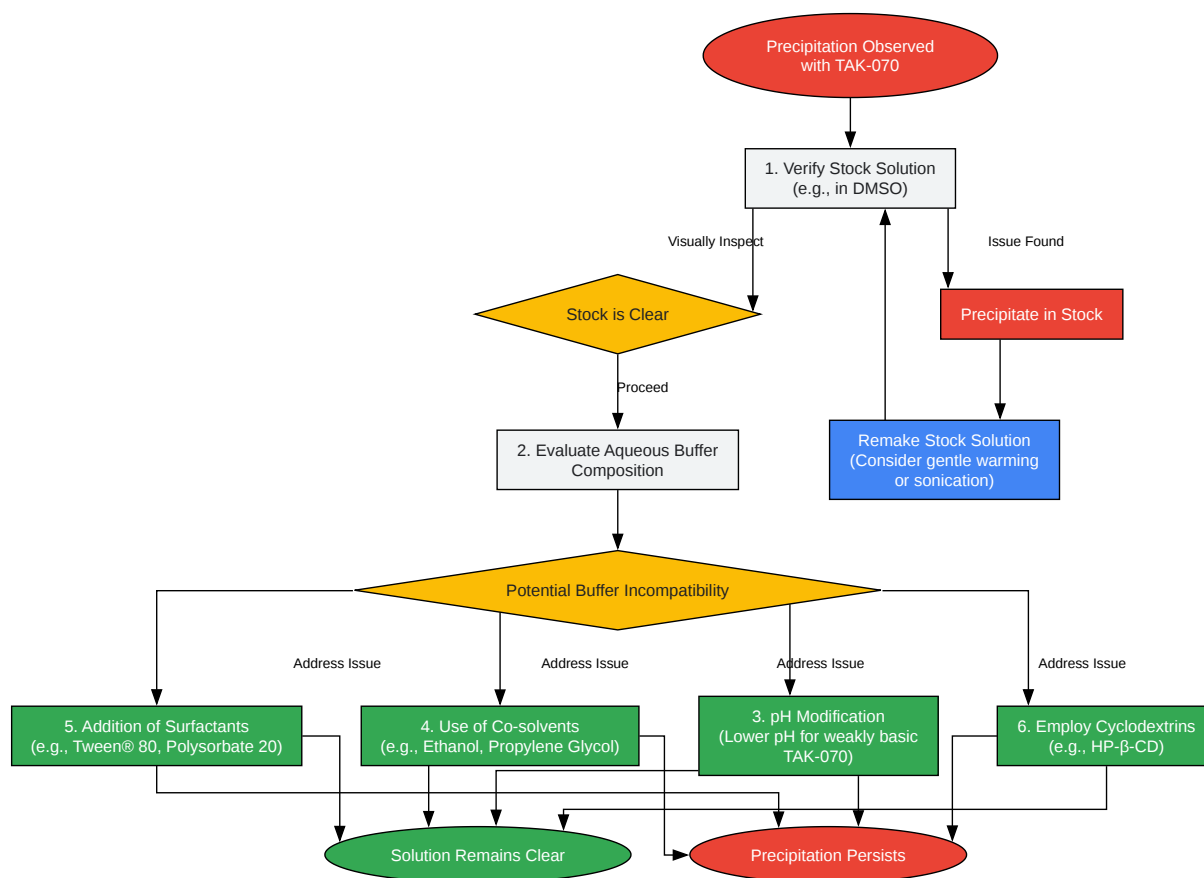 Precipitation Observed
with TAK-070
1. Verify Stock Solution
(e.g., in DMSO)
Visually Inspect
Issue Found
Stock is Clear
Precipitate in Stock
Proceed
2. Evaluate Aqueous Buffer
Composition
Remake Stock Solution
(Consider gentle warming
or sonication)
Potential Buffer Incompatibility
Address Issue
Address Issue
Address Issue
Address Issue
5. Addition of Surfactants
(e.g., Tween® 80, Polysorbate 20)
4. Use of Co-solvents
(e.g., Ethanol, Propylene Glycol)
3. pH Modification
(Lower pH for weakly basic
TAK-070)
6. Employ Cyclodextrins
(e.g., HP-β-CD)
Solution Remains Clear
Precipitation Persists